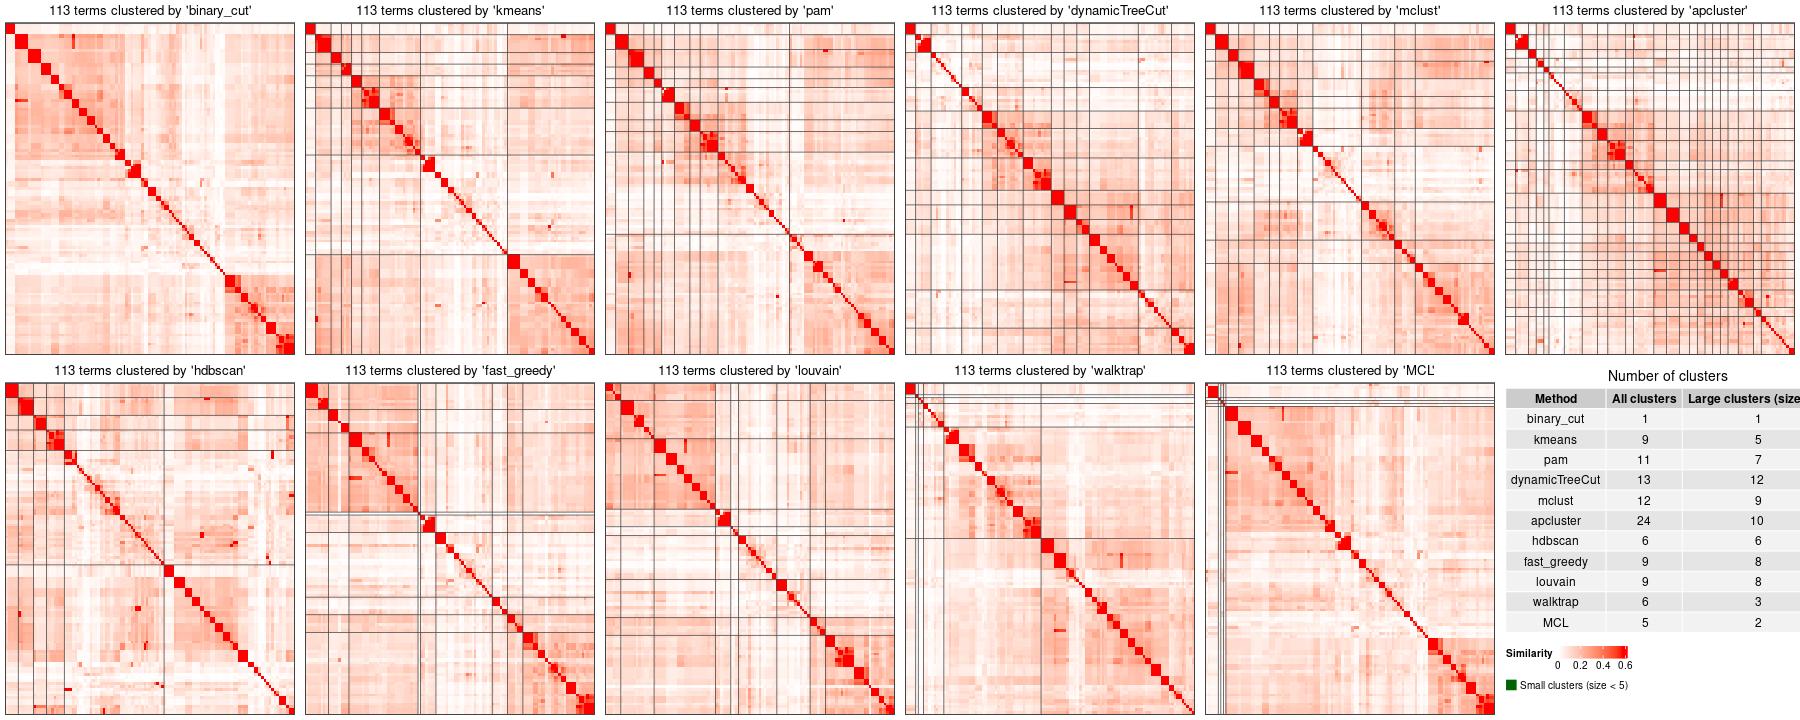 113 terms clustered by 'binary_cut'
113 terms clustered by 'kmeans'
113 terms clustered by 'pam'
113 terms clustered by 'dynamicTreeCut'
113 terms clustered by 'mclust'
113 terms clustered by 'apcluster'
113 terms clustered by 'hdbscan'
113 terms clustered by 'fast_greedy'
113 terms clustered by 'louvain'
113 terms clustered by 'walktrap'
113 terms clustered by 'MCL'
Number of clusters
Method All clusters Large clusters (size
binary_cut 1 1
kmeans 9 5
pam 11 7
dynamicTreeCut 13 12
mclust 12 9
apcluster 24 10
hdbscan 6 6
fast_greedy 9 8
louvain 9 8
walktrap 6 3
MCL 5 2
Similarity
0 0.2 0.4 0.6
Small clusters (size < 5)